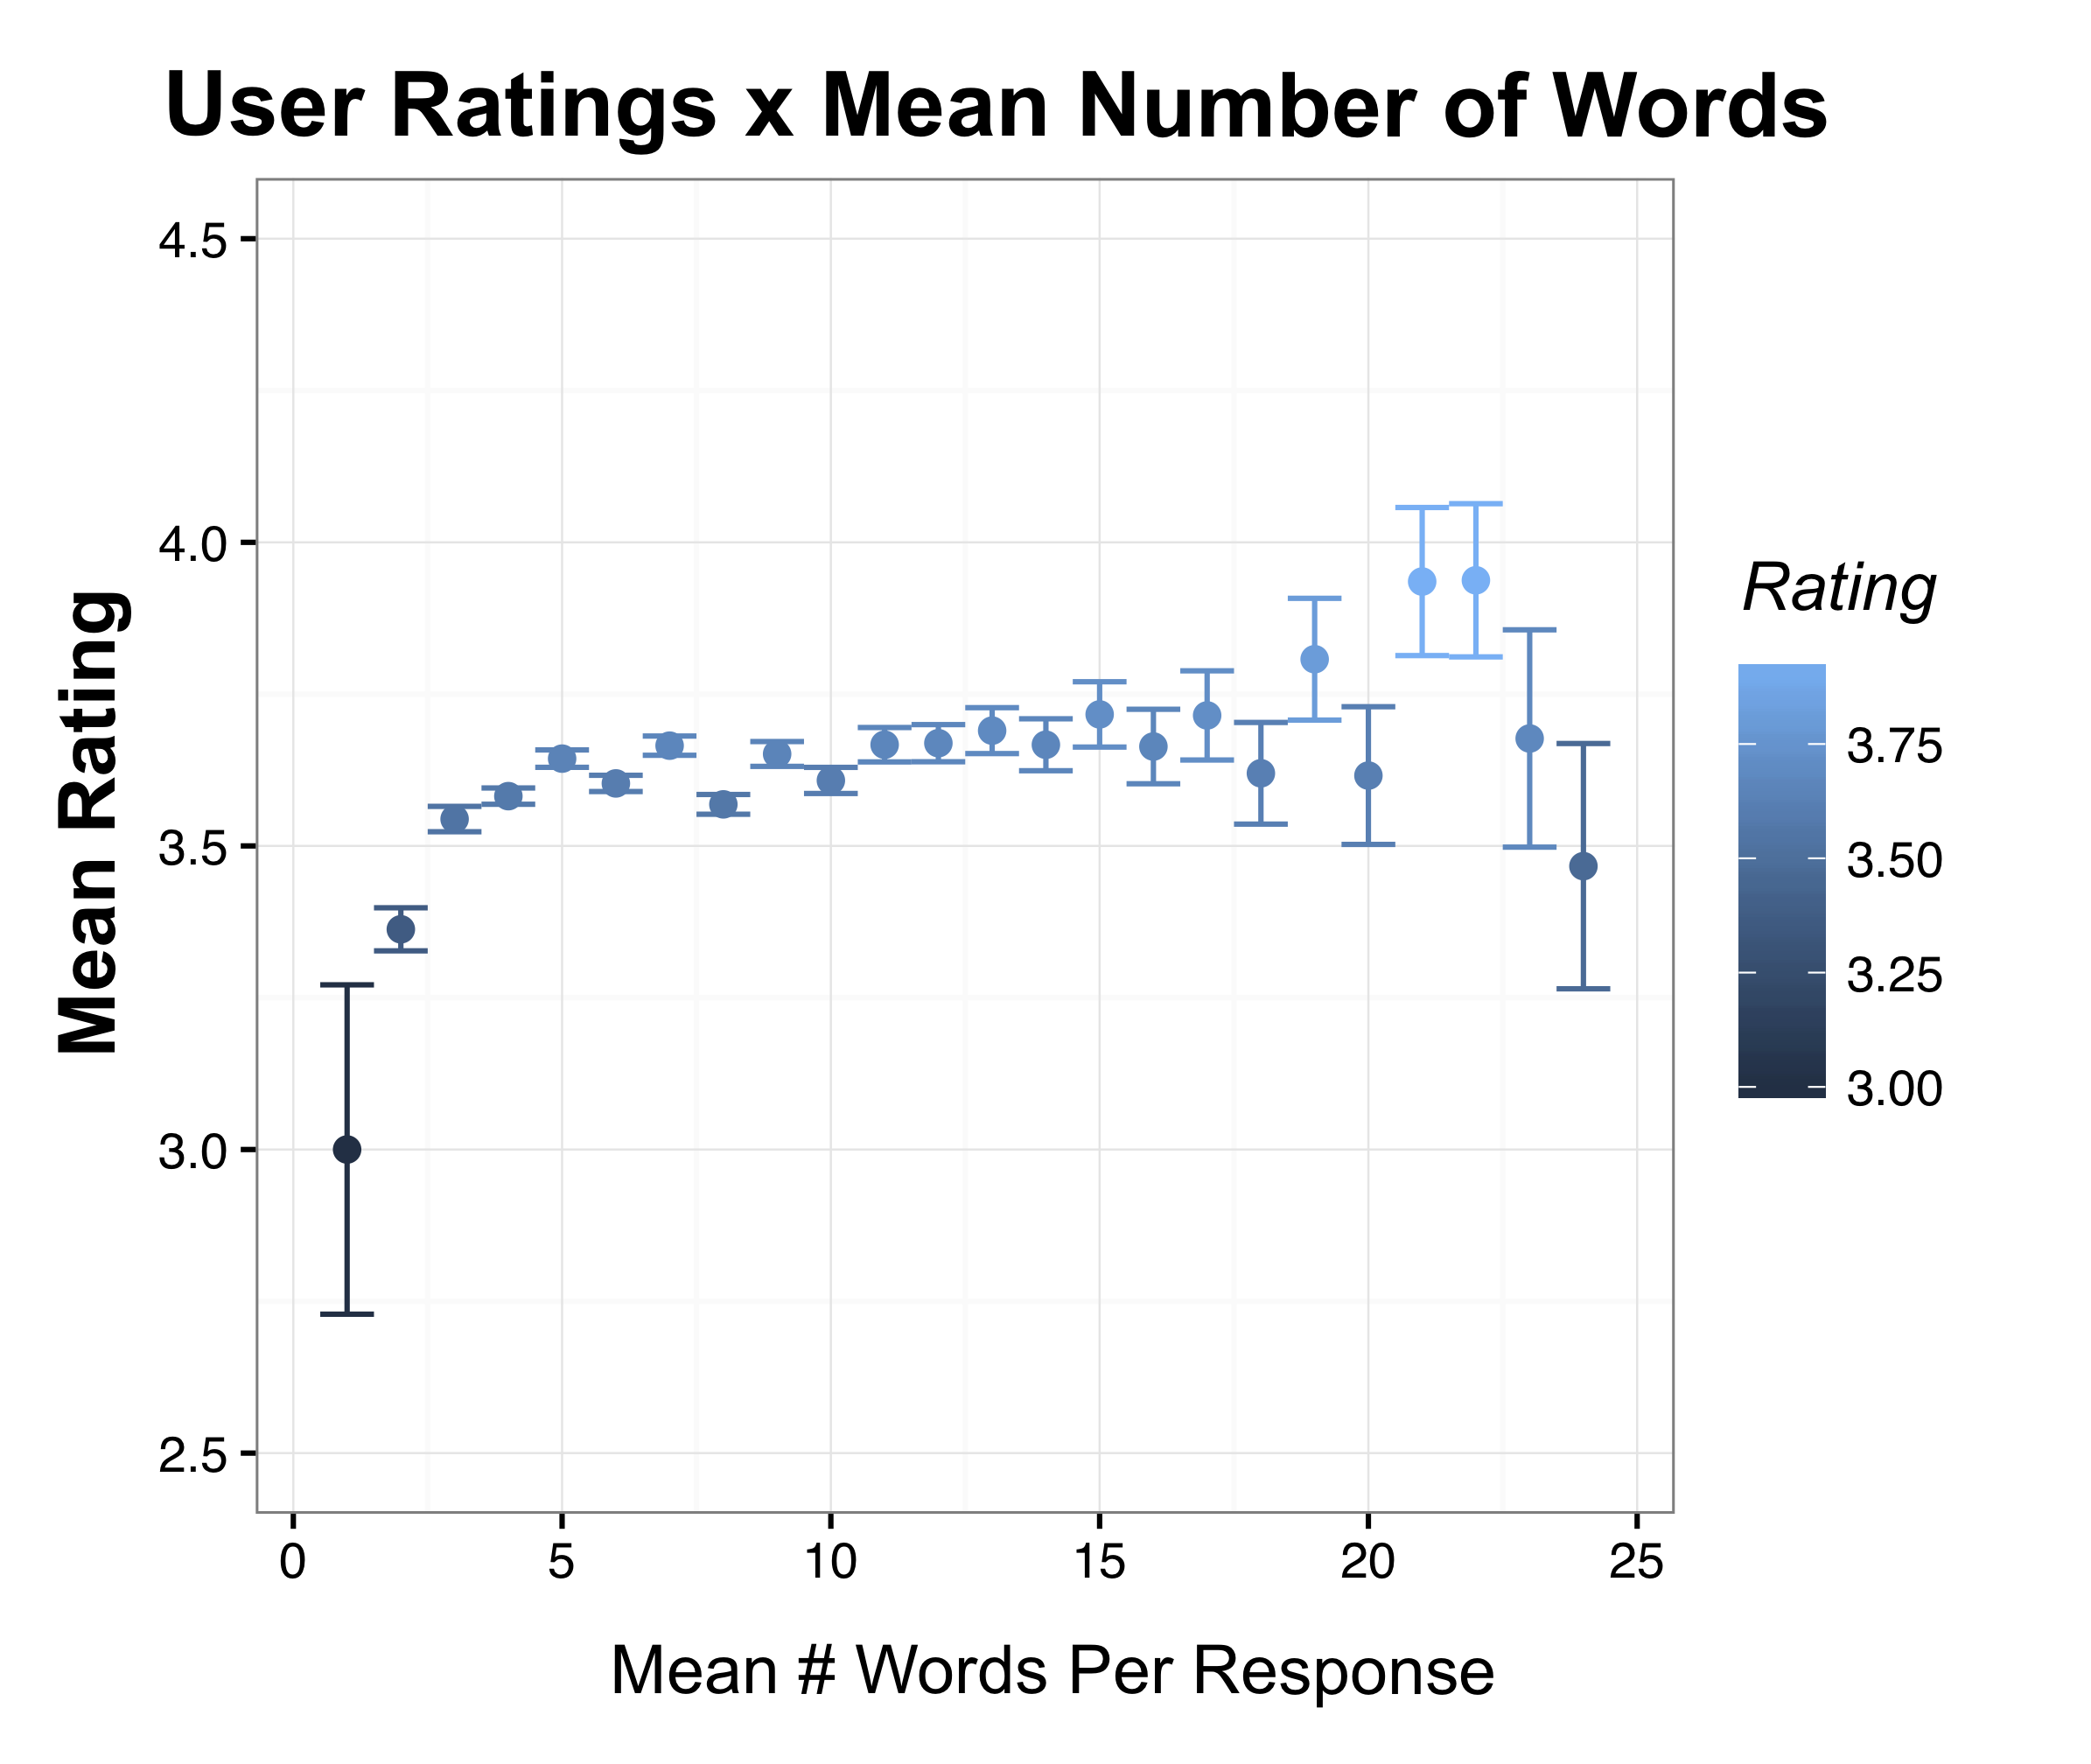 User Ratings x Mean Number of Words
Mean Rating
4.5
4.0
3.5
3.0
2.5
0 5 10 15 20 25
Mean # Words Per Response
Rating
3.75
3.50
3.25
3.00